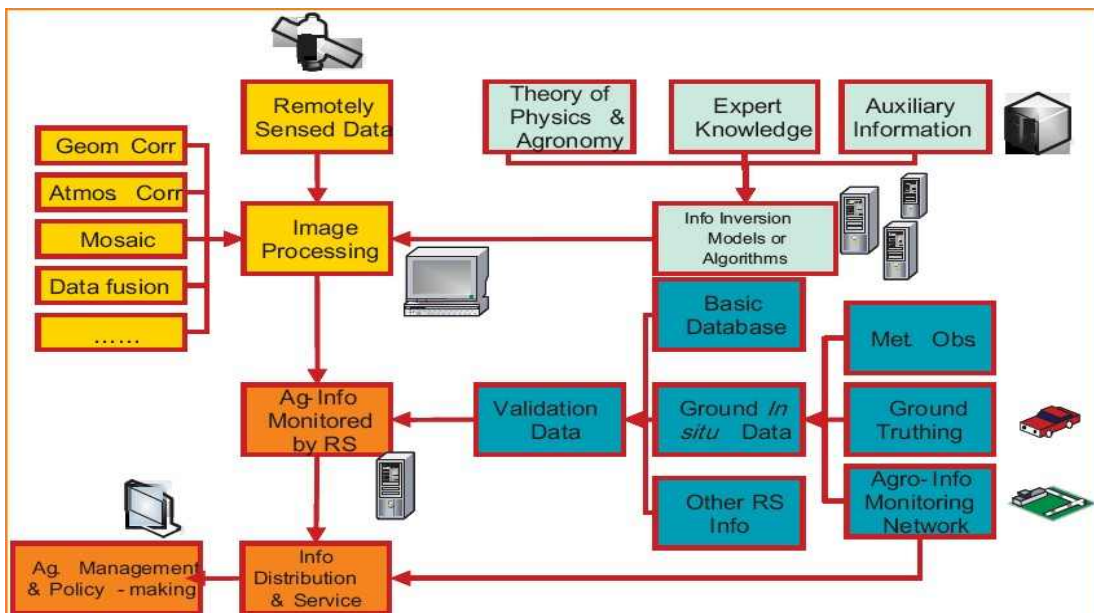 Remotely
Sensed Data
Theory of
Physics &
Agronomy
Expert
Knowledge
Auxiliary
Information
Geom Corr
Atmos Corr
Mosaic
Data fusion
……
Image
Processing
Info Inversion
Models or
Algorithms
Basic
Database
Met. Obs.
Ag-Info
Monitored
by RS
Validation
Data
Ground In
situ Data
Ground
Truthing
Other RS
Info
Agro-Info
Monitoring
Network
Ag. Management
& Policy - making
Info
Distribution
& Service